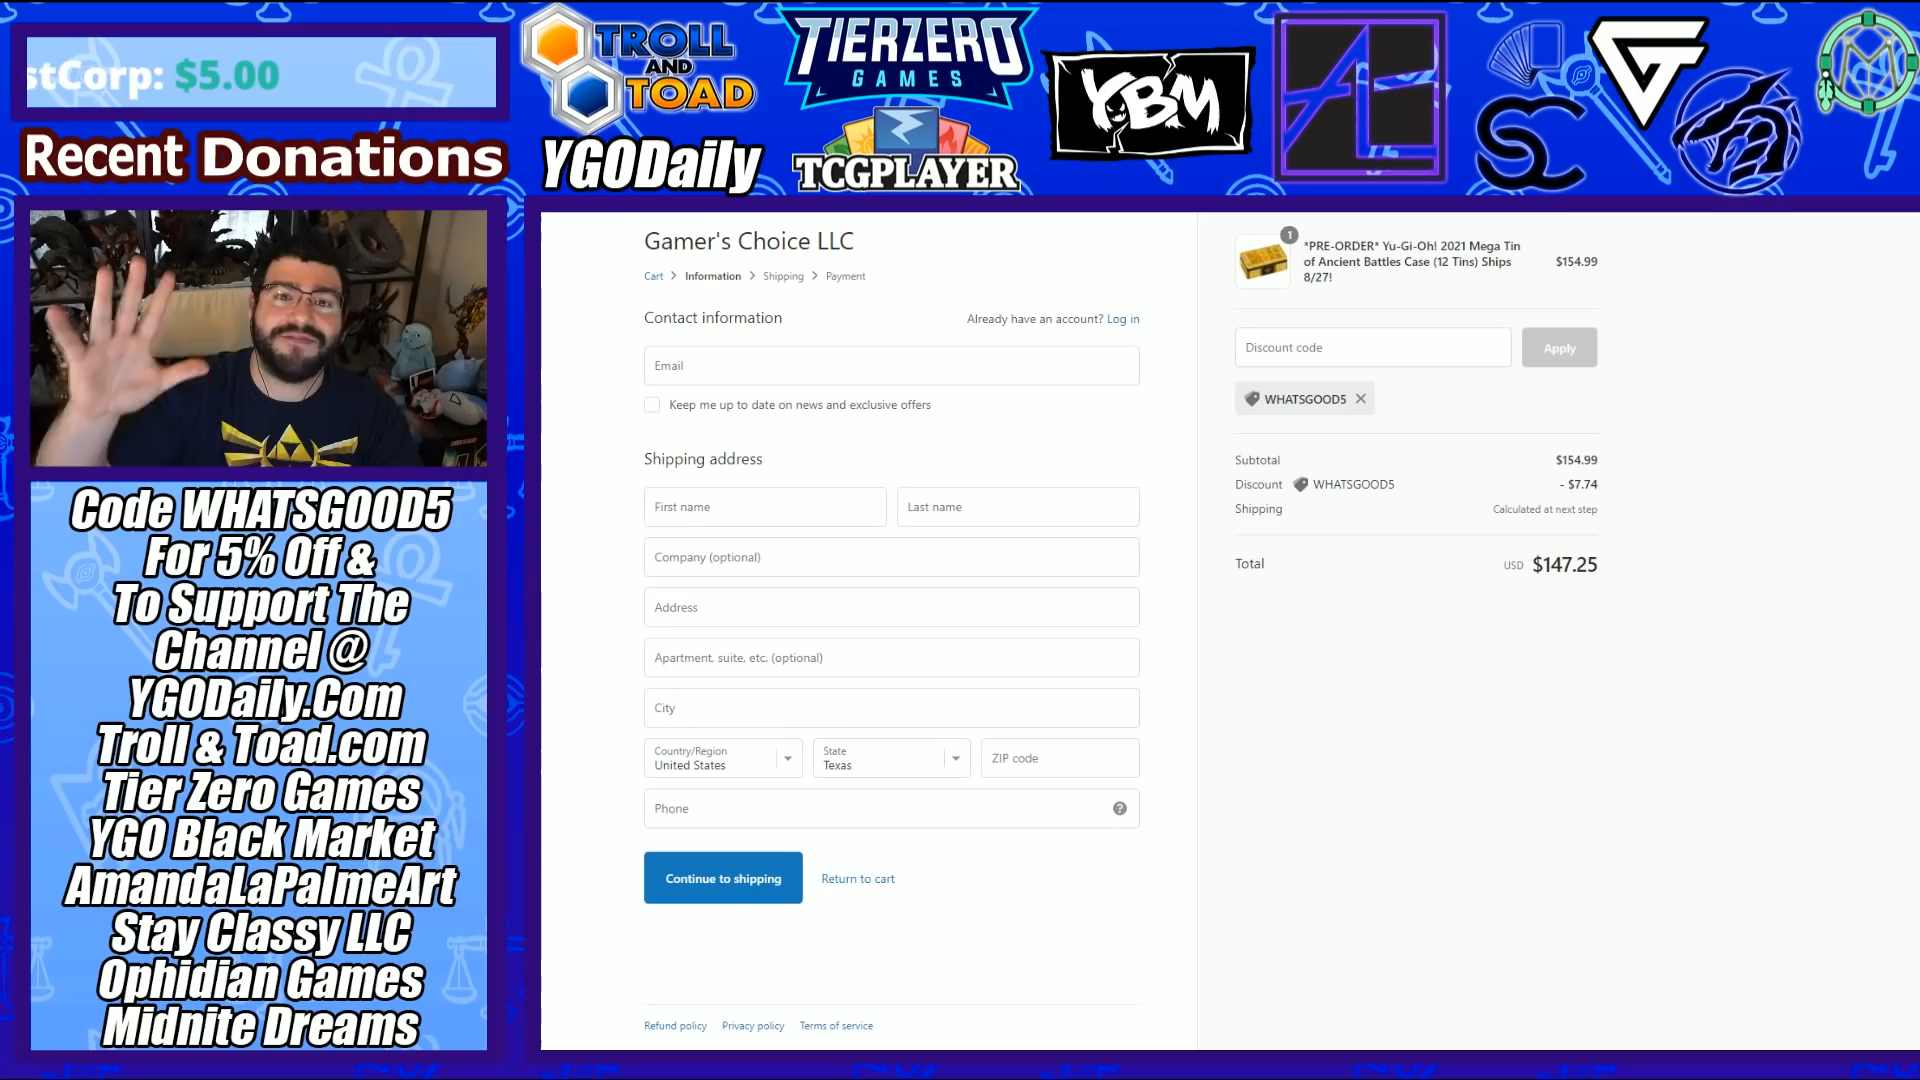 stCorp: $5.00
Recent Donations
TROLL
AND
TOAD
YGODaily
TIERZERO
GAMES
TCGPLAYER
YBM
Code WHATSGOOD5
For 5% Off &
To Support The
Channel @
YGODaily.Com
Troll & Toad.com
Tier Zero Games
YGO Black Market
AmandaLaPalmeArt
Stay Classy LLC
Ophidian Games
Midnite Dreams
Gamer's Choice LLC
Cart > Information > Shipping > Payment
Contact information
Already have an account? Log in
Email
Keep me up to date on news and exclusive offers
Shipping address
First name
Last name
Company (optional)
Address
Apartment, suite, etc. (optional)
City
Country/Region
United States
State
Texas
ZIP code
Phone
?
Continue to shipping
Return to cart
Refund policy
Privacy policy
Terms of service
1
*PRE-ORDER* Yu-Gi-Oh! 2021 Mega Tin
of Ancient Battles Case (12 Tins) Ships
8/27!
$154.99
Discount code
Apply
WHATSGOOD5
Subtotal $154.99
Discount WHATSGOOD5 - $7.74
Shipping Calculated at next step
Total USD $147.25